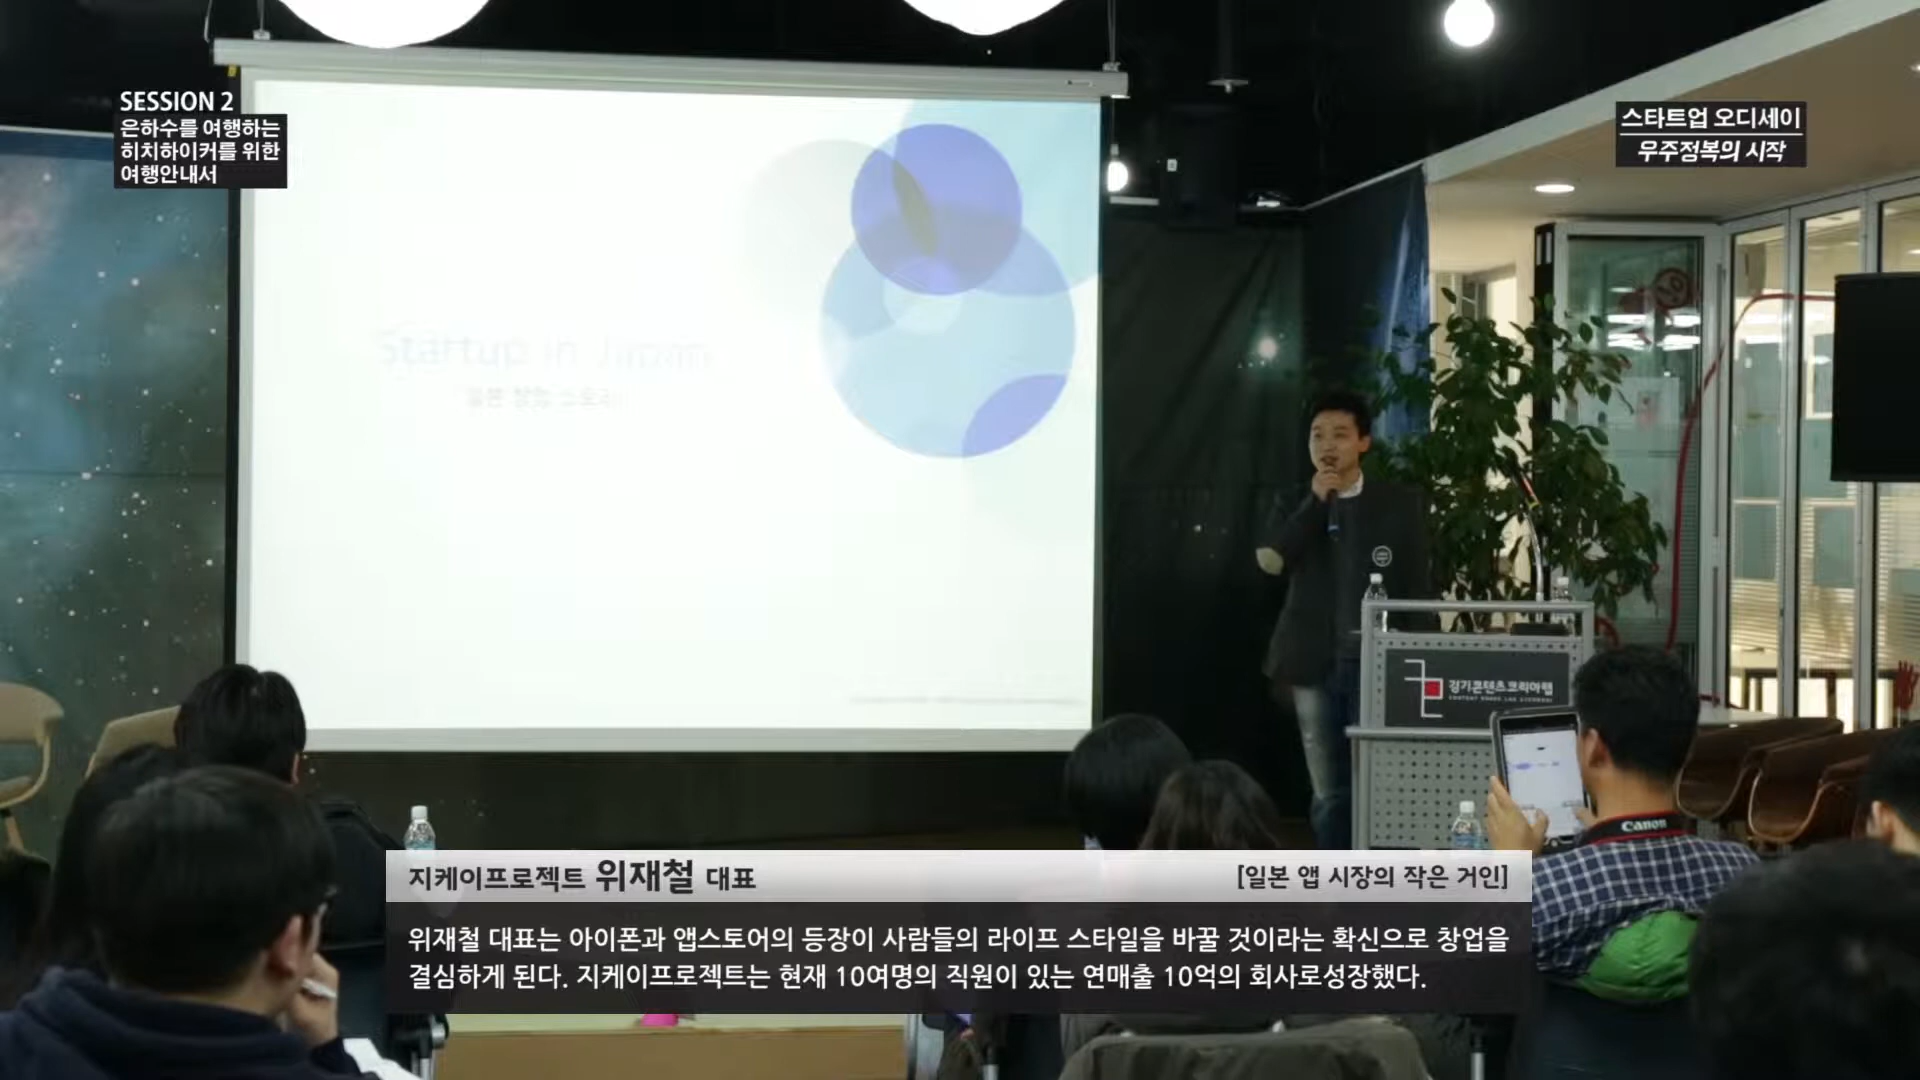 SESSION 2
은하수를 여행하는
히치하이커를 위한
여행안내서
스타트업 오디세이
우주정복의 시작
Startup in Japan
일본 창업 스토리
경기콘텐츠코리아랩
Canon
지케이프로젝트 위재철 대표
[일본 앱 시장의 작은 거인]
위재철 대표는 아이폰과 앱스토어의 등장이 사람들의 라이프 스타일을 바꿀 것이라는 확신으로 창업을
결심하게 된다. 지케이프로젝트는 현재 10여명의 직원이 있는 연매출 10억의 회사로성장했다.